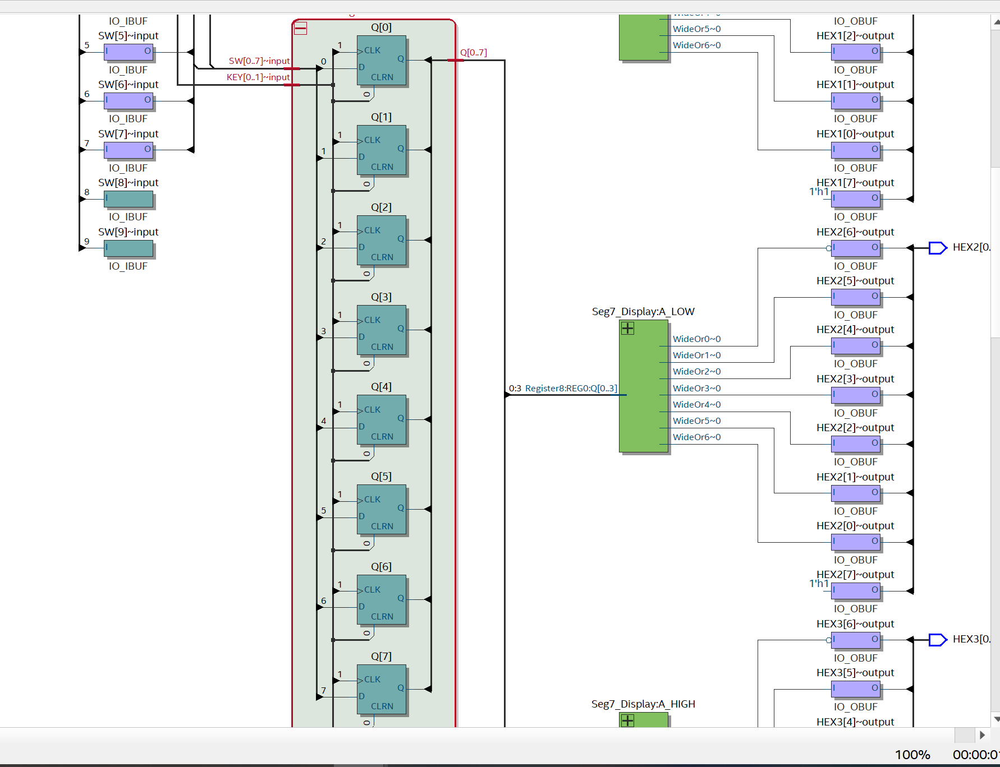 IO_IBUF
SW[5]~input
5
I
O
IO_IBUF
SW[6]~input
6
I
O
IO_IBUF
SW[7]~input
7
I
O
IO_IBUF
SW[8]~input
8
I
IO_IBUF
SW[9]~input
9
I
IO_IBUF
SW[0..7]~input
KEY[0..1]~input
Q[0]
1
CLK
Q
0
D
CLRN
0
Q[1]
1
CLK
Q
1
D
CLRN
0
Q[2]
1
CLK
Q
2
D
CLRN
0
Q[3]
1
CLK
Q
3
D
CLRN
0
Q[4]
1
CLK
Q
4
D
CLRN
0
Q[5]
1
CLK
Q
5
D
CLRN
0
Q[6]
1
CLK
Q
6
D
CLRN
0
Q[7]
1
CLK
Q
7
D
CLRN
0
Q[0..7]
WideOr5~0
WideOr6~0
0:3 Register8:REG0:Q[0..3]
Seg7_Display:A_LOW
WideOr0~0
WideOr1~0
WideOr2~0
WideOr3~0
WideOr4~0
WideOr5~0
WideOr6~0
Seg7_Display:A_HIGH
IO_OBUF
HEX1[2]~output
I
O
IO_OBUF
HEX1[1]~output
I
O
IO_OBUF
HEX1[0]~output
I
O
IO_OBUF
HEX1[7]~output
1'h1
I
O
IO_OBUF
HEX2[6]~output
I
O
HEX2[0.
IO_OBUF
HEX2[5]~output
I
O
IO_OBUF
HEX2[4]~output
I
O
IO_OBUF
HEX2[3]~output
I
O
IO_OBUF
HEX2[2]~output
I
O
IO_OBUF
HEX2[1]~output
I
O
IO_OBUF
HEX2[0]~output
I
O
IO_OBUF
HEX2[7]~output
1'h1
I
O
IO_OBUF
HEX3[6]~output
I
O
HEX3[0.
IO_OBUF
HEX3[5]~output
I
O
IO_OBUF
HEX3[4]~output
100%
00:00:0